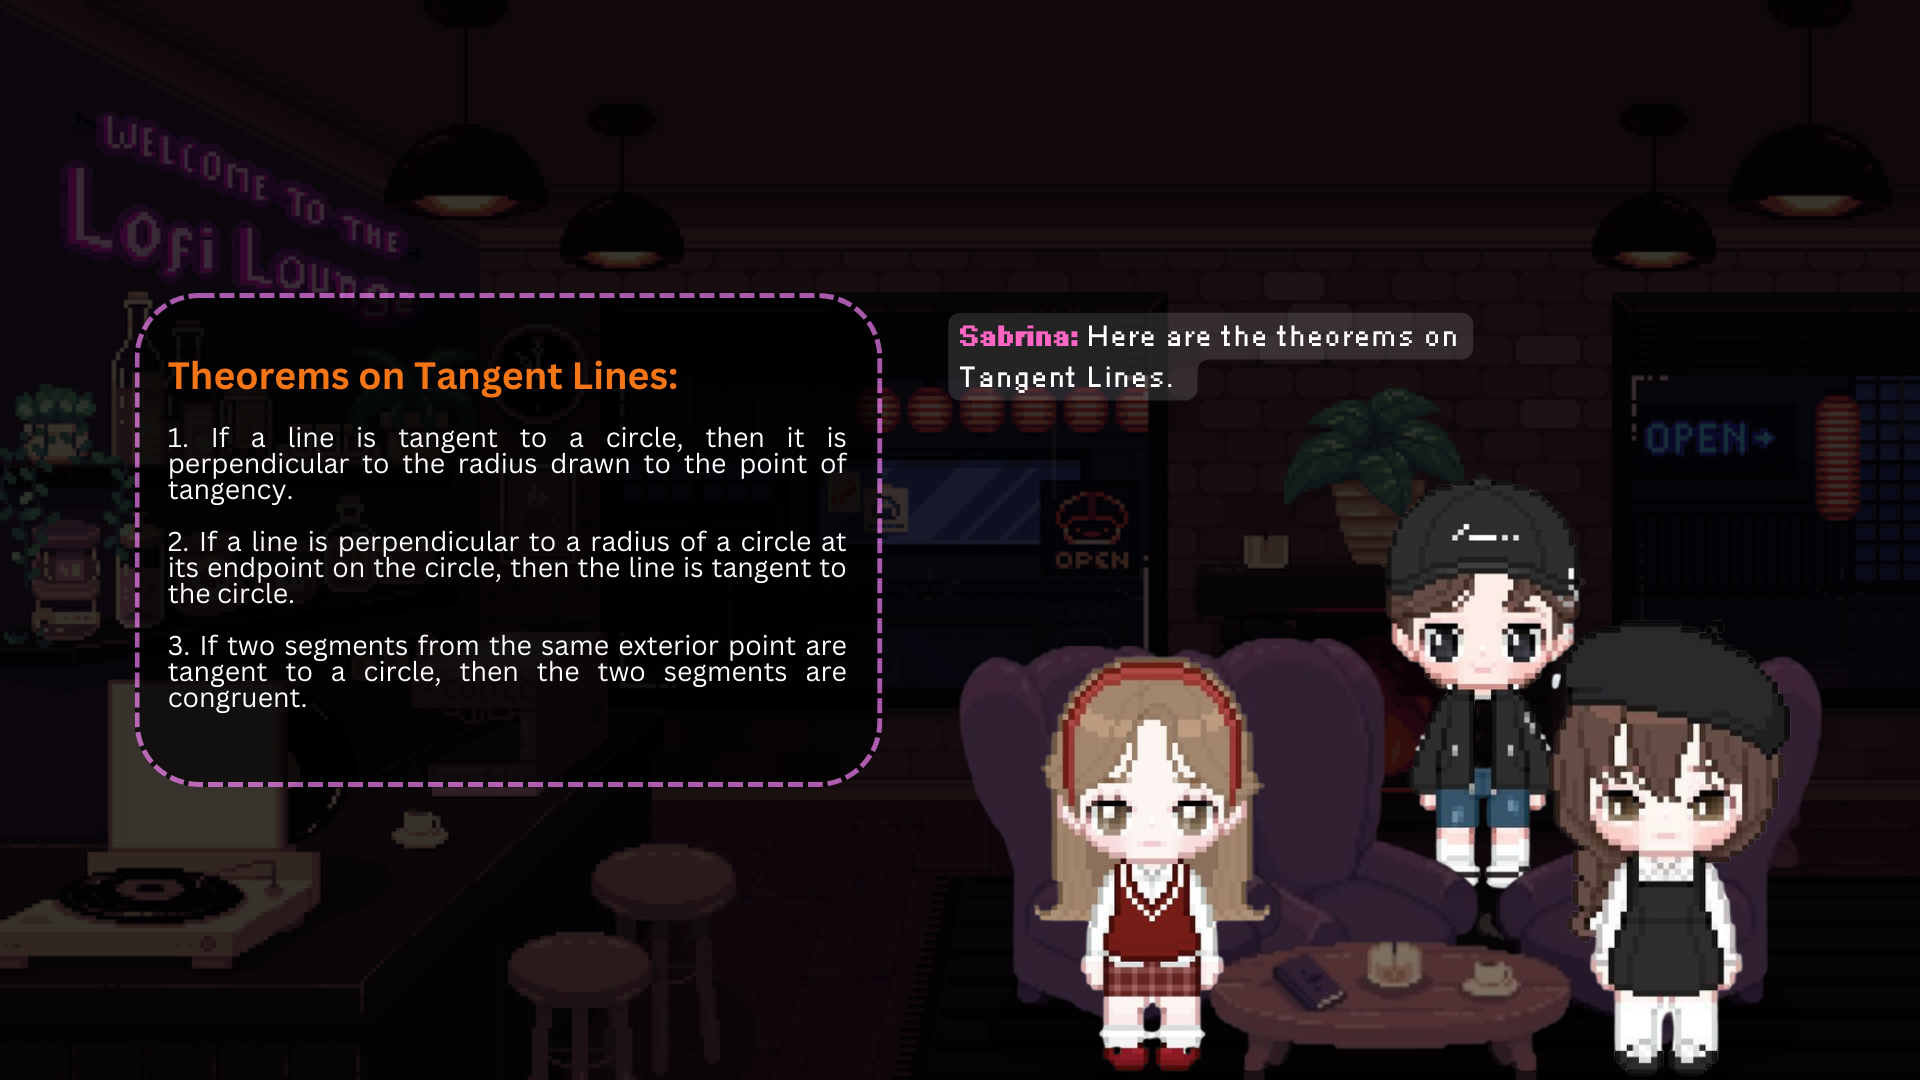 WELCOME TO THE
Lofi Lounge
Theorems on Tangent Lines:
1. If a line is tangent to a circle, then it is
perpendicular to the radius drawn to the point of
tangency.
2. If a line is perpendicular to a radius of a circle at
its endpoint on the circle, then the line is tangent to
the circle.
3. If two segments from the same exterior point are
tangent to a circle, then the two segments are
congruent.
Sabrina: Here are the theorems on
Tangent Lines.
OPEN
OPEN